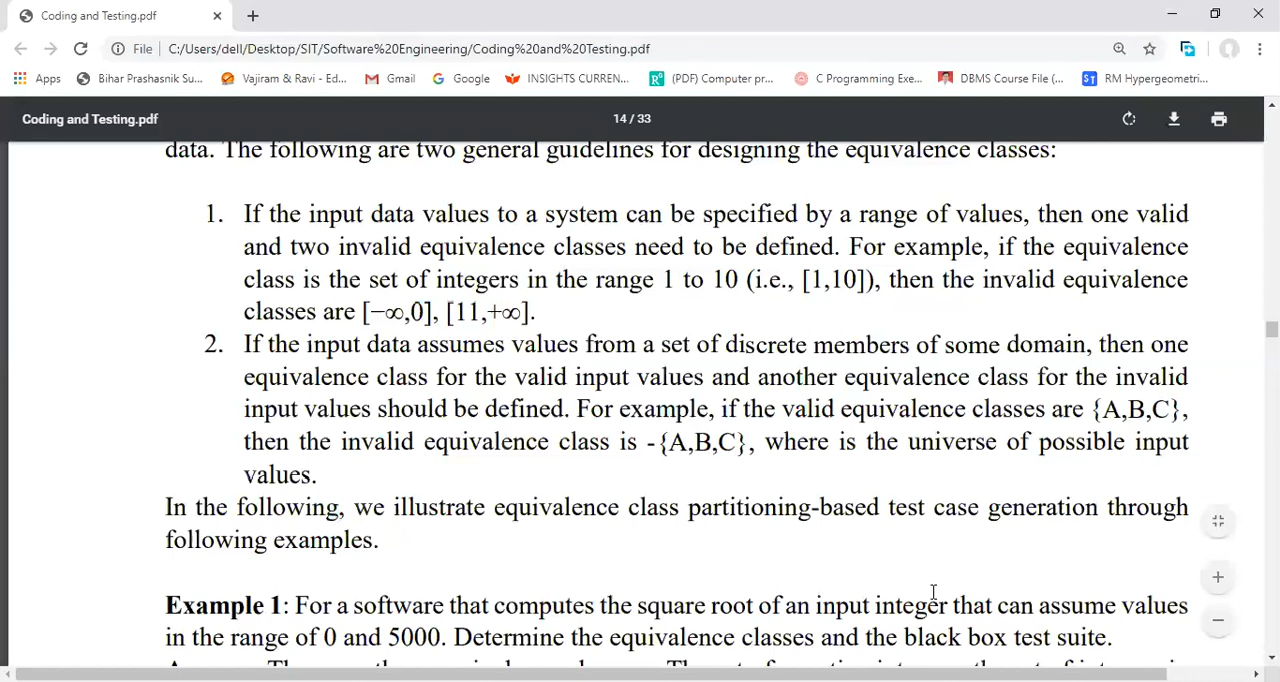 Coding and Testing.pdf
File
C:/Users/dell/Desktop/SIT/Software%20Engineering/Coding%20and%20Testing.pdf
Apps
Bihar Prashasnik Su...
Vajiram & Ravi - Ed...
Gmail
Google
INSIGHTS CURREN...
(PDF) Computer pr...
C Programming Exe...
DBMS Course File (...
ST
RM Hypergeometri...
Coding and Testing.pdf
14 / 33
data. The following are two general guidelines for designing the equivalence classes:
1. If the input data values to a system can be specified by a range of values, then one valid
and two invalid equivalence classes need to be defined. For example, if the equivalence
class is the set of integers in the range 1 to 10 (i.e., [1,10]), then the invalid equivalence
classes are [−∞,0], [11,+∞].
2. If the input data assumes values from a set of discrete members of some domain, then one
equivalence class for the valid input values and another equivalence class for the invalid
input values should be defined. For example, if the valid equivalence classes are {A,B,C},
then the invalid equivalence class is -{A,B,C}, where is the universe of possible input
values.
In the following, we illustrate equivalence class partitioning-based test case generation through
following examples.
Example 1: For a software that computes the square root of an input integer that can assume values
in the range of 0 and 5000. Determine the equivalence classes and the black box test suite.